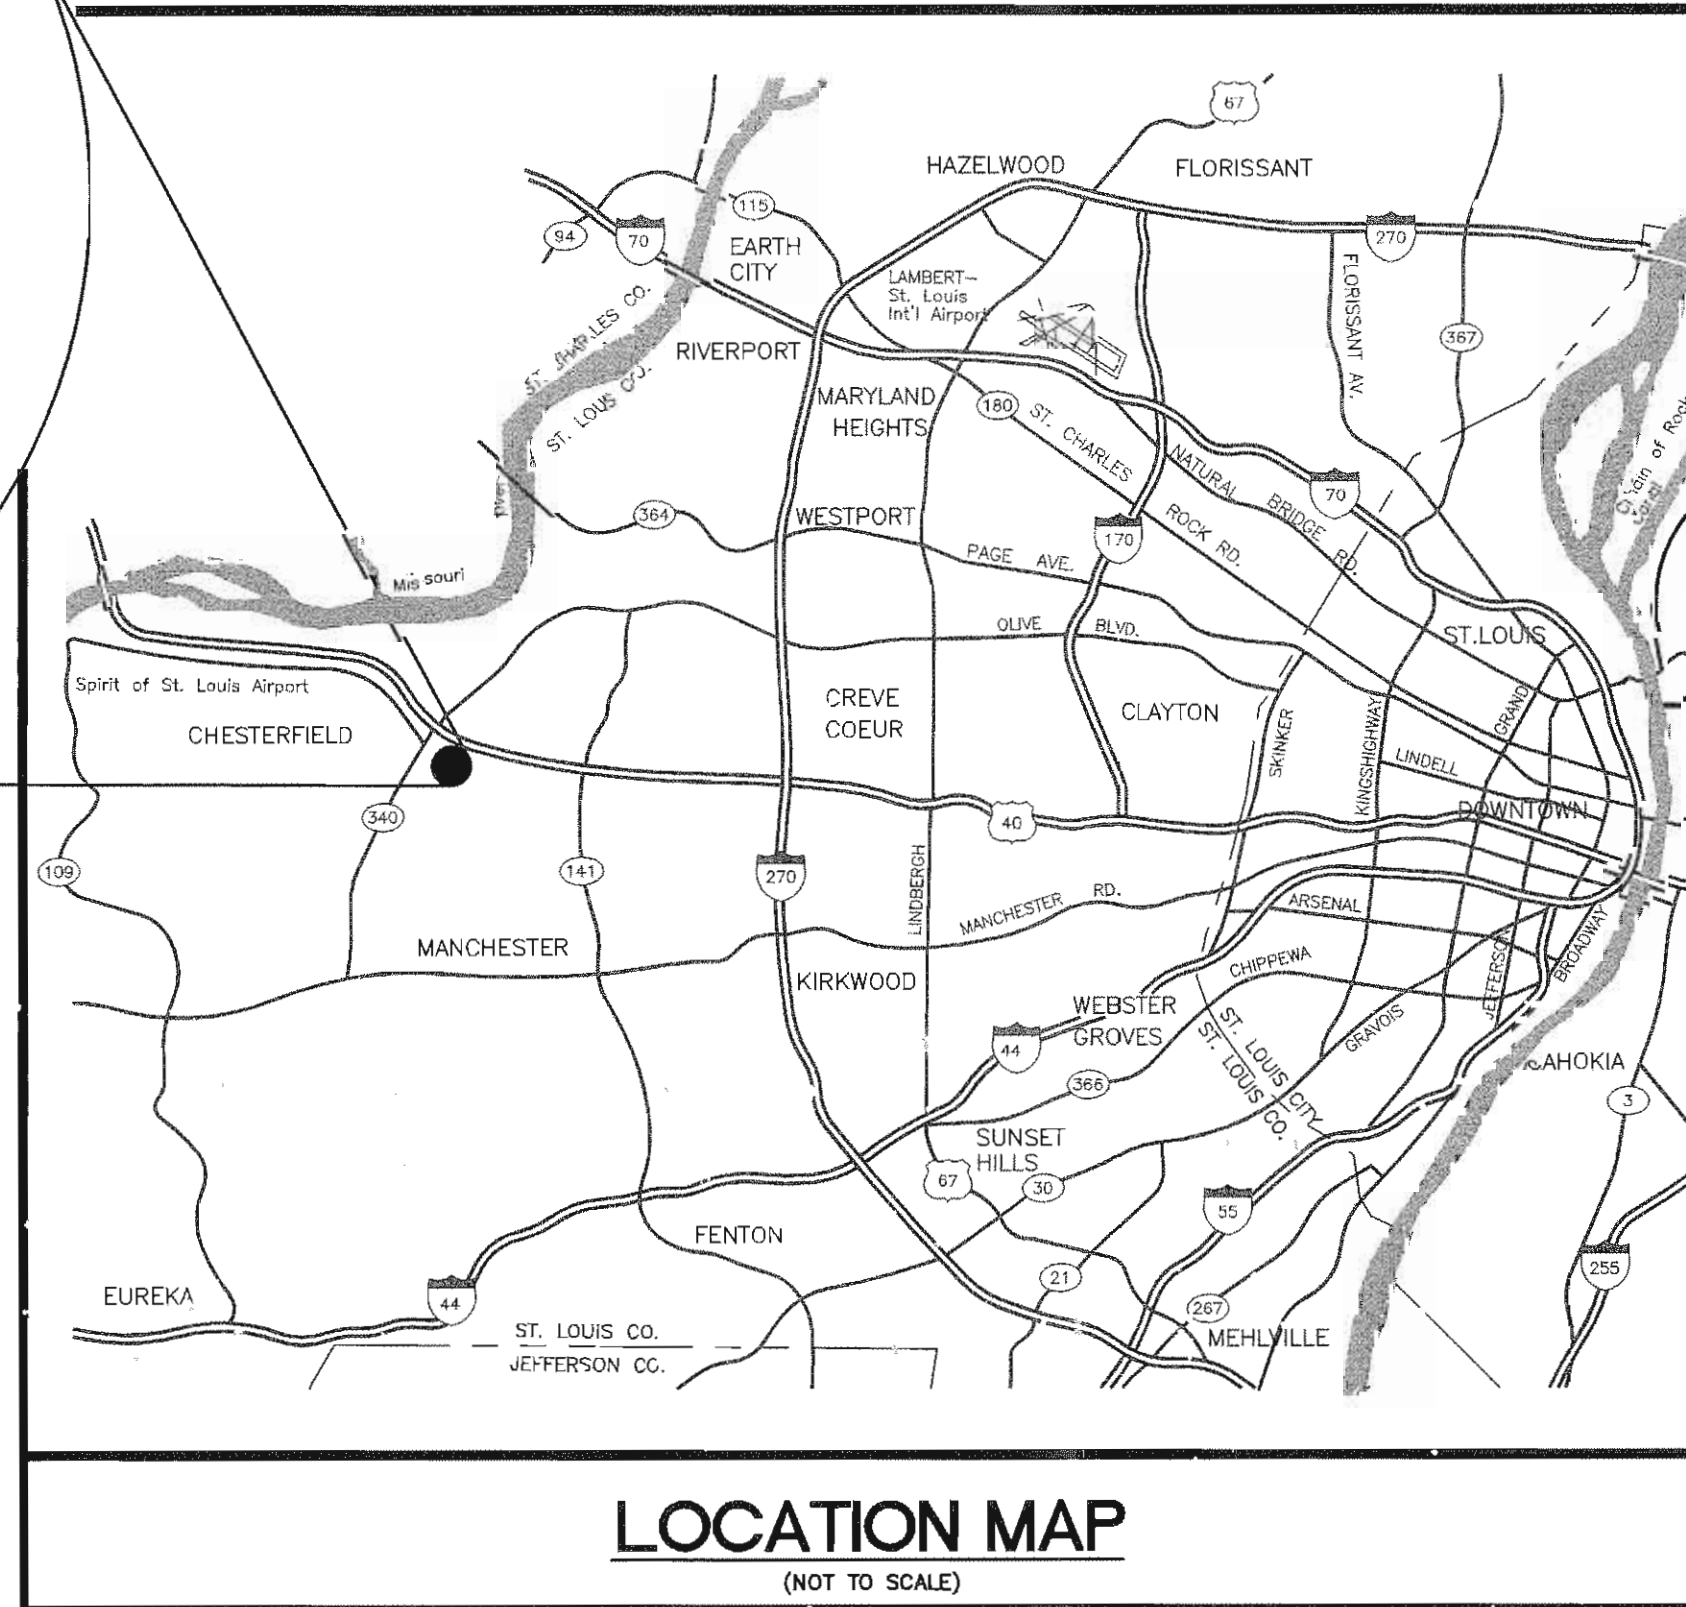 67
HAZELWOOD
FLORISSANT
115
94
70
EARTH
CITY
270
LAMBERT-
St. Louis
Int'l Airport
FLORISSANT AV.
ST. CHARLES CO.
ST. LOUIS CO.
RIVERPORT
367
MARYLAND
HEIGHTS
180
ST. CHARLES
ROCK RD.
NATURAL
BRIDGE
RD.
70
Chain of Rock
Canal
River
364
WESTPORT
170
PAGE AVE.
Missouri
OLIVE
BLVD.
ST.LOUIS
Spirit of St. Louis Airport
CHESTERFIELD
CREVE
COEUR
CLAYTON
SKINKER
KINGSHIGHWAY
GRAND
LINDELL
DOWNTOWN
340
40
109
141
270
LINDBERGH
MANCHESTER
RD.
ARSENAL
MANCHESTER
KIRKWOOD
CHIPPEWA
JEFFERSON
BROADWAY
WEBSTER
GROVES
44
GRAVOIS
ST. LOUIS CITY
ST. LOUIS CO.
CAHOKIA
366
3
SUNSET
HILLS
67
30
55
FENTON
21
255
EUREKA
44
267
MEHLVILLE
ST. LOUIS CO.
JEFFERSON CO.
LOCATION MAP
(NOT TO SCALE)